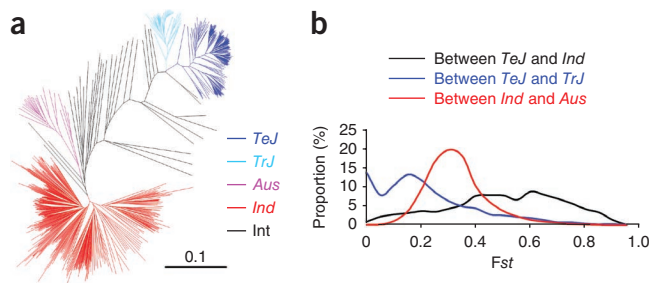 a
TeJ
TrJ
Aus
Ind
Int
0.1
b
Between TeJ and Ind
Between TeJ and TrJ
Between Ind and Aus
Proportion (%)
25
20
15
10
5
0
0 0.2 0.4 0.6 0.8 1.0
Fst